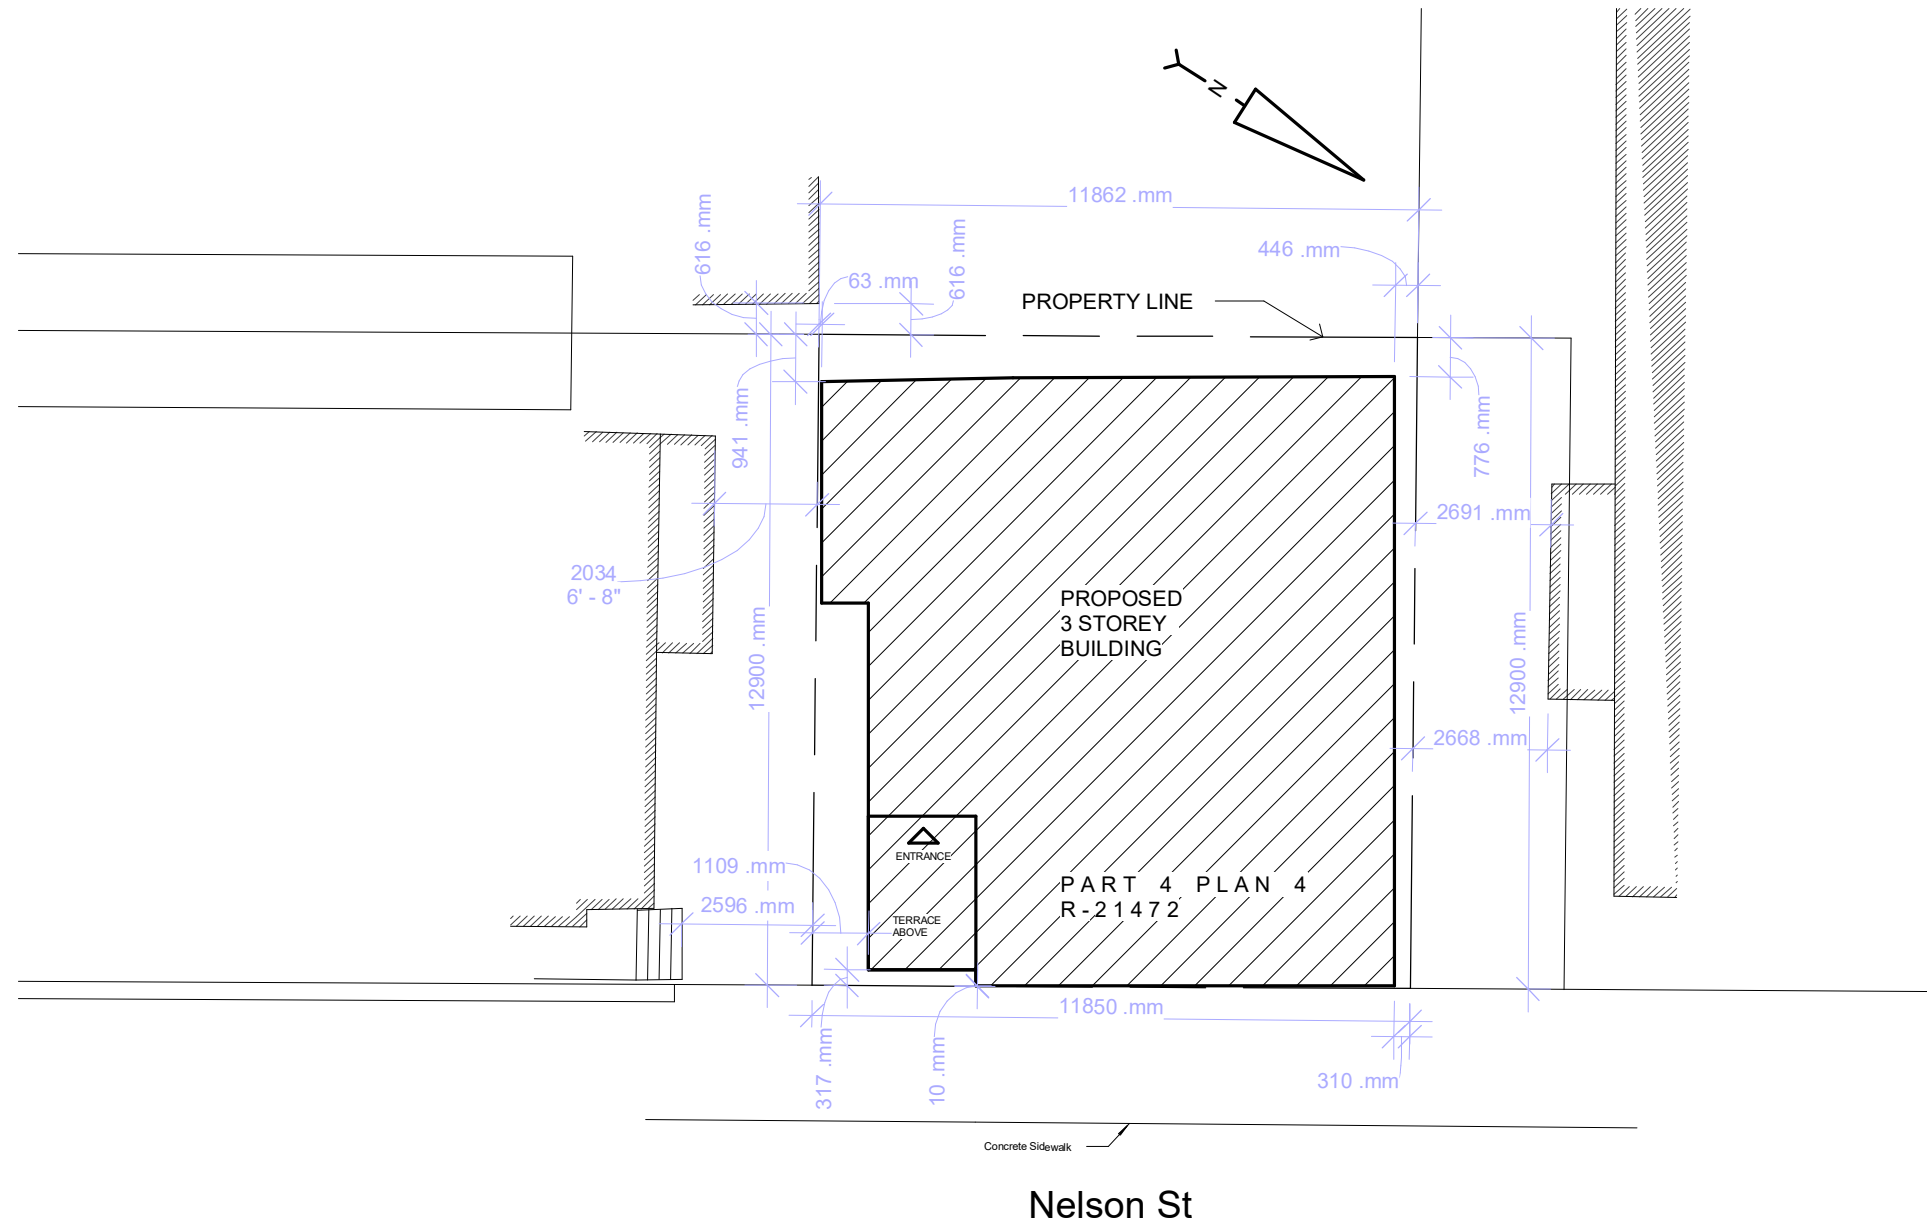 N
11862 .mm
616 .mm
616 .mm
446 .mm
63 .mm
PROPERTY LINE
941 .mm
776 .mm
2691 .mm
2034
6' - 8"
PROPOSED
3 STOREY
BUILDING
12900 .mm
12900 .mm
2668 .mm
ENTRANCE
1109 .mm
PART 4 PLAN 4
R-21472
2596 .mm
TERRACE
ABOVE
11850 .mm
317 .mm
10 .mm
310 .mm
Concrete Sidewalk
Nelson St